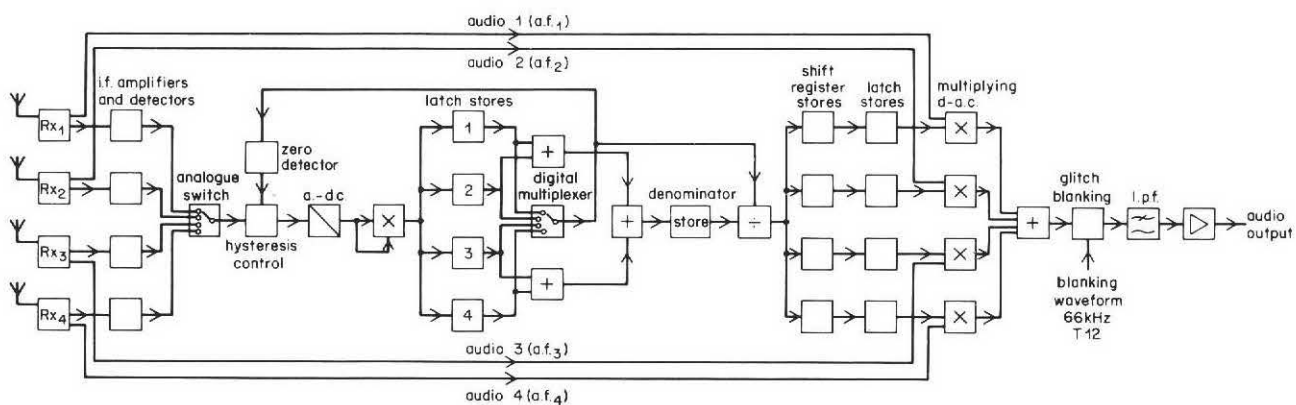 audio 1 (a.f.₁)
audio 2 (a.f.₂)
i.f. amplifiers
and detectors
Rx₁
Rx₂
Rx₃
Rx₄
analogue
switch
zero
detector
hysteresis
control
a.-d.c.
×
latch stores
1
2
3
4
+
+
digital
multiplexer
+
denominator
store
÷
shift
register
stores
latch
stores
multiplying
d-a.c.
×
×
×
×
+
glitch
blanking
blanking
waveform
66kHz
T12
l.p.f.
audio
output
audio 3 (a.f.₃)
audio 4 (a.f.₄)